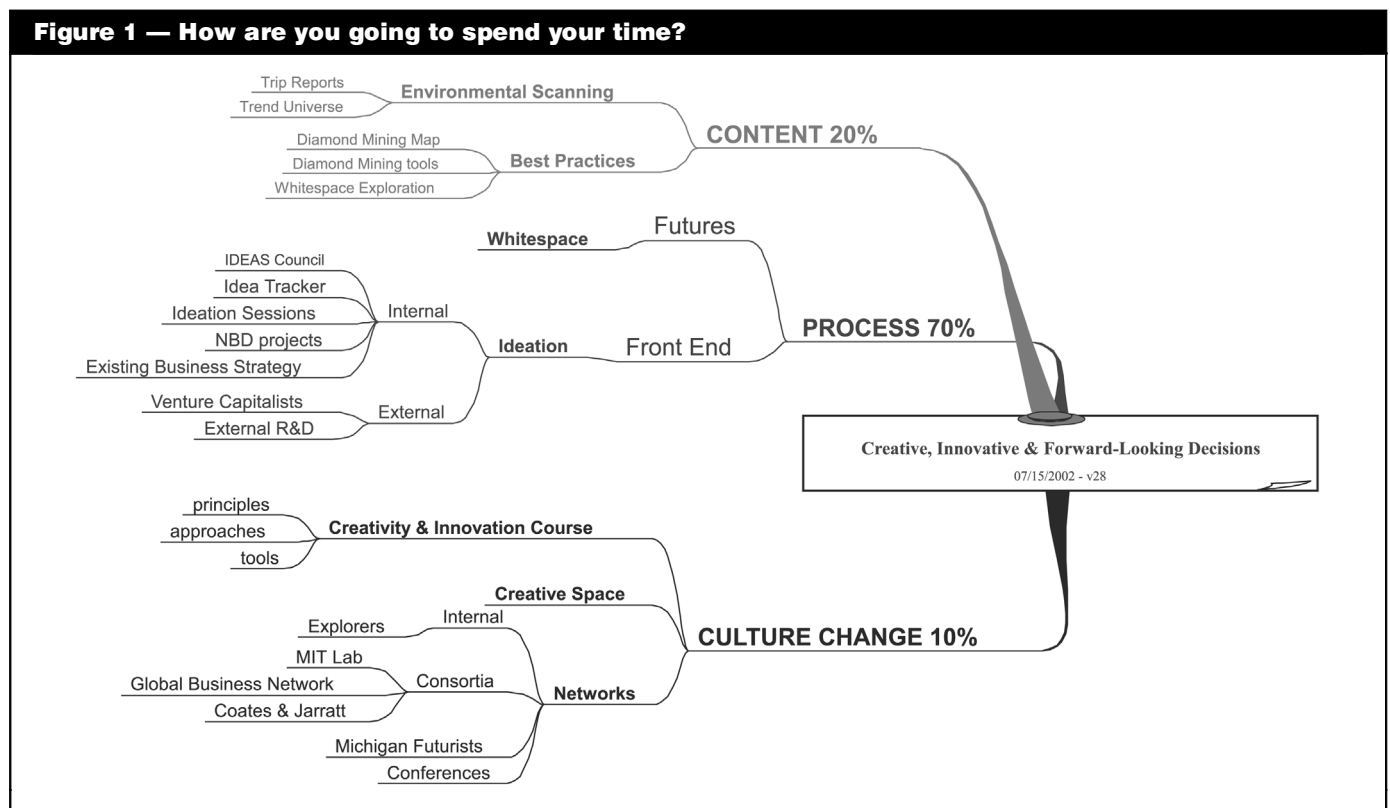 Figure 1 — How are you going to spend your time?
Trip Reports
Trend Universe
Environmental Scanning
Diamond Mining Map
Diamond Mining tools
Whitespace Exploration
Best Practices
CONTENT 20%
Whitespace
Futures
IDEAS Council
Idea Tracker
Ideation Sessions
NBD projects
Existing Business Strategy
Internal
Venture Capitalists
External R&D
External
Ideation
Front End
PROCESS 70%
Creative, Innovative & Forward-Looking Decisions
07/15/2002 - v28
principles
approaches
tools
Creativity & Innovation Course
Creative Space
Explorers
Internal
MIT Lab
Global Business Network
Coates & Jarratt
Consortia
Michigan Futurists
Conferences
Networks
CULTURE CHANGE 10%